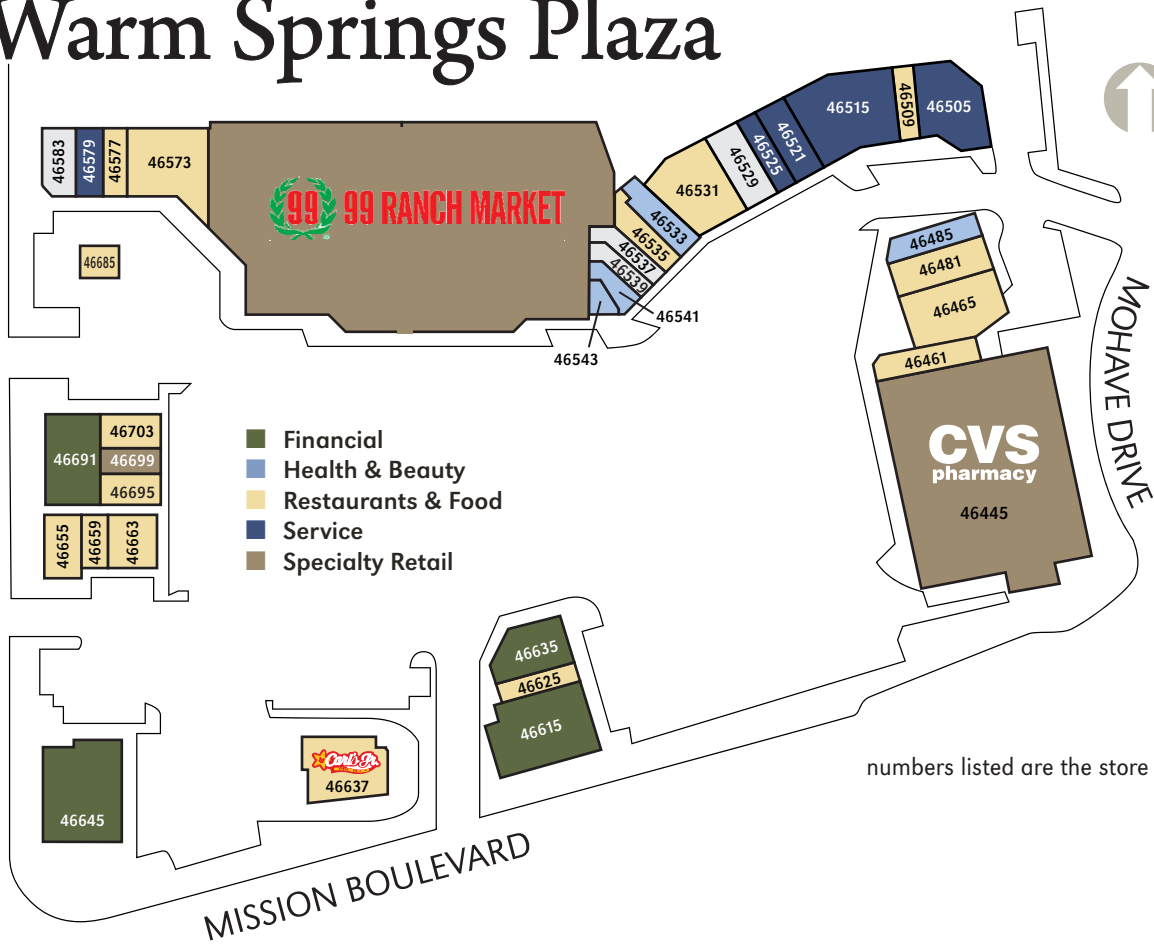 Warm Springs Plaza
46583
46579
46577
46573
99 99 RANCH MARKET
46515
46509
46505
46521
46525
46529
46531
46533
46535
46537
46539
46541
46543
46685
46485
46481
46465
46461
CVS
pharmacy
46445
MOHAVE DRIVE
46691
46703
46699
46695
46655
46659
46663
Financial
Health & Beauty
Restaurants & Food
Service
Specialty Retail
46635
46625
46615
Carl's Jr.
46637
46645
numbers listed are the store
MISSION BOULEVARD